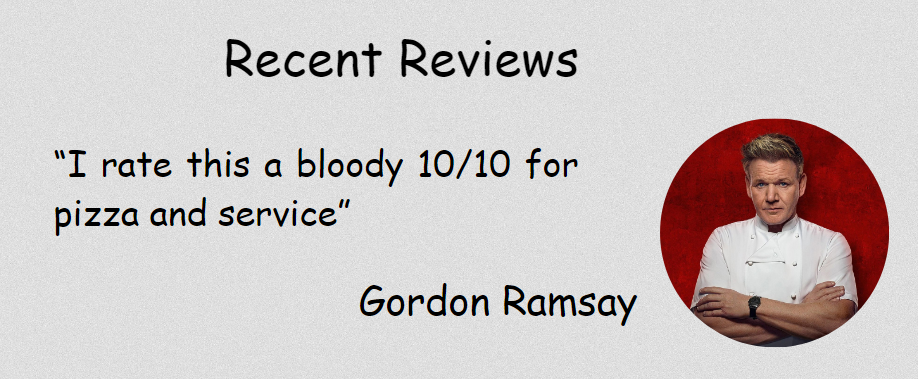 Recent Reviews
“I rate this a bloody 10/10 for
pizza and service”
Gordon Ramsay